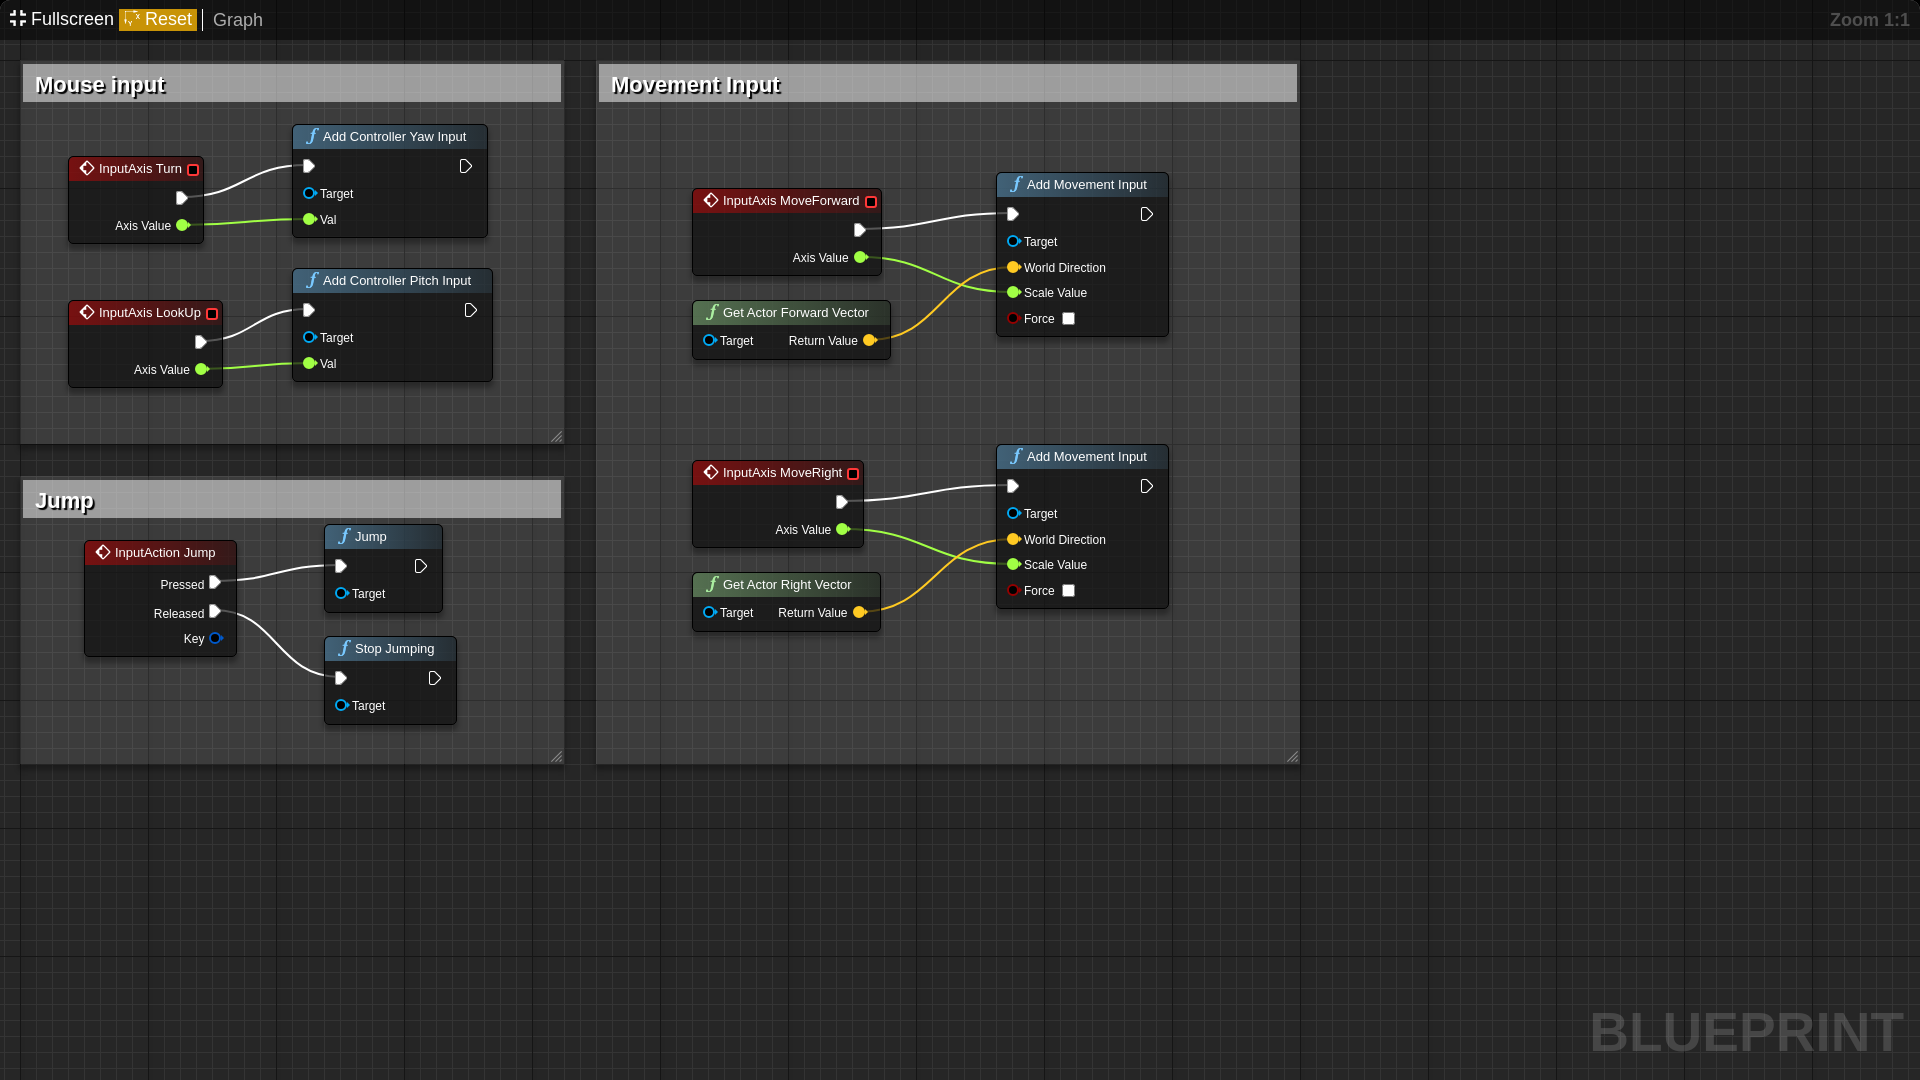 Fullscreen Reset Graph Zoom 1:1
Mouse input
InputAxis Turn
Axis Value
Add Controller Yaw Input
Target
Val
InputAxis LookUp
Axis Value
Add Controller Pitch Input
Target
Val
Jump
InputAction Jump
Pressed
Released
Key
Jump
Target
Stop Jumping
Target
Movement Input
InputAxis MoveForward
Axis Value
Get Actor Forward Vector
Target Return Value
Add Movement Input
Target
World Direction
Scale Value
Force
InputAxis MoveRight
Axis Value
Get Actor Right Vector
Target Return Value
Add Movement Input
Target
World Direction
Scale Value
Force
BLUEPRINT